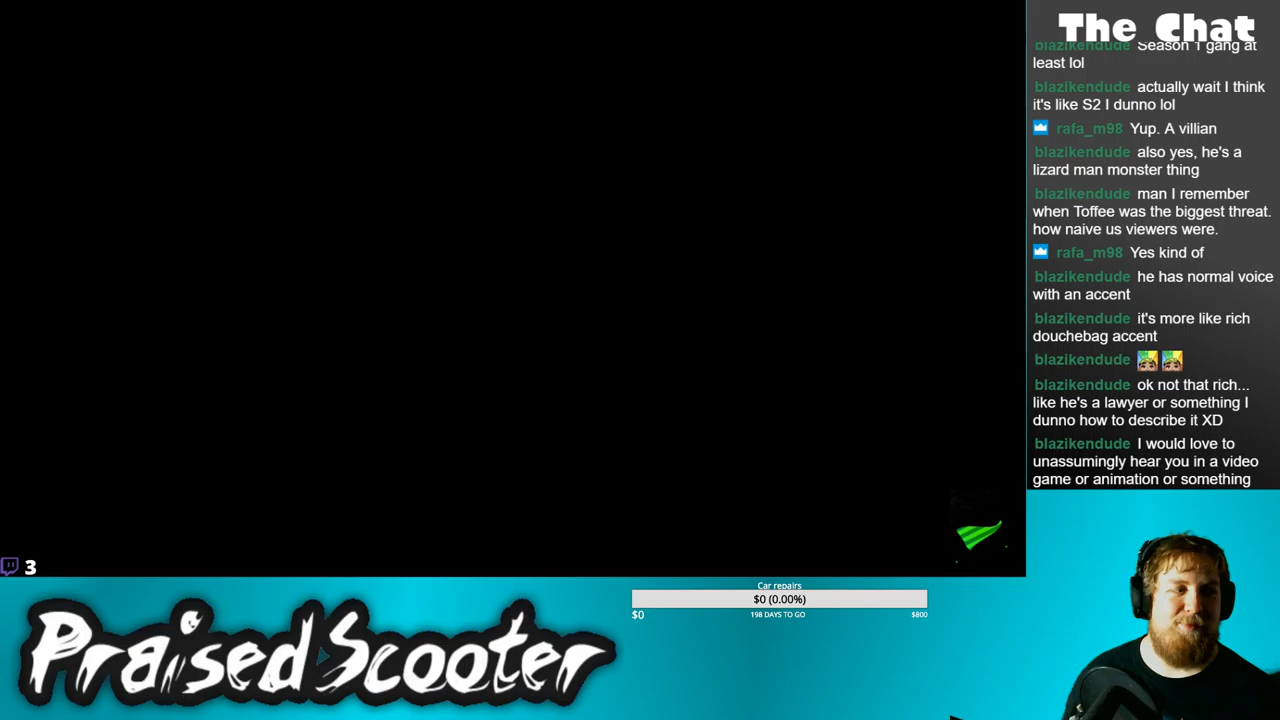 The Chat
blazikendude Season 1 gang at
least lol
blazikendude actually wait I think
it's like S2 I dunno lol
rafa_m98 Yup. A villian
blazikendude also yes, he's a
lizard man monster thing
blazikendude man I remember
when Toffee was the biggest threat.
how naive us viewers were.
rafa_m98 Yes kind of
blazikendude he has normal voice
with an accent
blazikendude it's more like rich
douchebag accent
blazikendude
blazikendude ok not that rich...
like he's a lawyer or something I
dunno how to describe it XD
blazikendude I would love to
unassumingly hear you in a video
game or animation or something
3
Car repairs
$0 (0.00%)
$0 198 DAYS TO GO $800
PraisedScooter